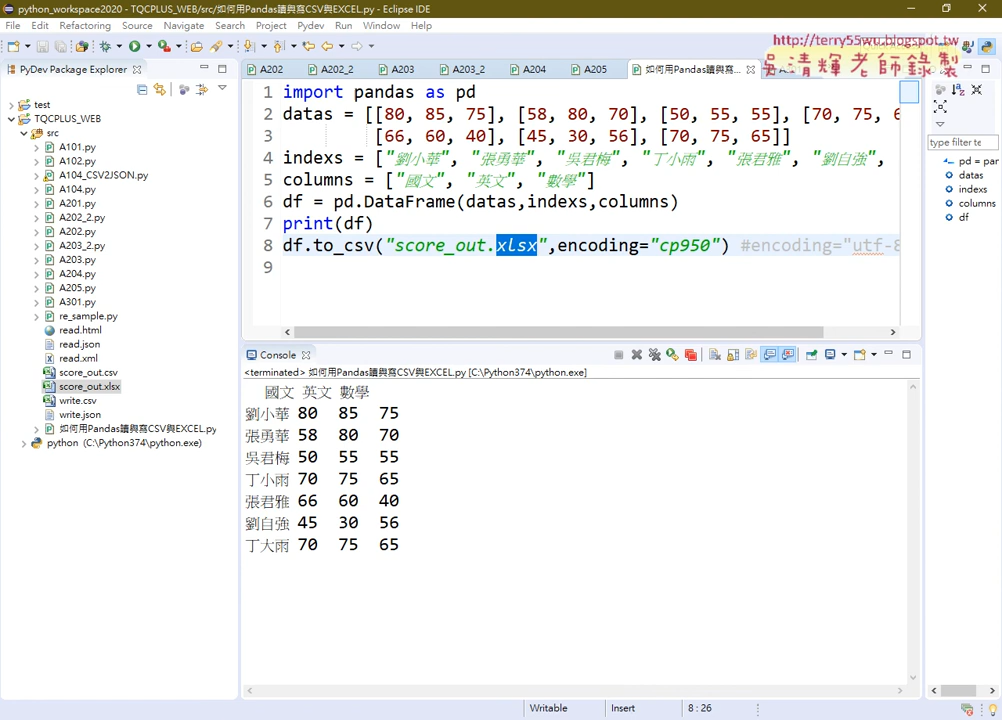 python_workspace2020 - TQCPLUS_WEB/src/如何用Pandas讀與寫CSV與EXCEL.py - Eclipse IDE
File Edit Refactoring Source Navigate Search Project Pydev Run Window Help
http://terry55wu.blogspot.tw
吳清輝老師錄製
PyDev Package Explorer
test
TQCPLUS_WEB
src
A101.py
A102.py
A104_CSV2JSON.py
A104.py
A201.py
A202_2.py
A202.py
A203_2.py
A203.py
A204.py
A205.py
A301.py
re_sample.py
read.html
read.json
read.xml
score_out.csv
score_out.xlsx
write.csv
write.json
如何用Pandas讀與寫CSV與EXCEL.py
python (C:\Python374\python.exe)
A202 A202_2 A203 A203_2 A204 A205 如何用Pandas讀與寫...
1 import pandas as pd
2 datas = [[80, 85, 75], [58, 80, 70], [50, 55, 55], [70, 75, 6
3 [66, 60, 40], [45, 30, 56], [70, 75, 65]]
4 indexs = ["劉小華", "張勇華", "吳君梅", "丁小雨", "張君雅", "劉自強",
5 columns = ["國文", "英文", "數學"]
6 df = pd.DataFrame(datas,indexs,columns)
7 print(df)
8 df.to_csv("score_out.xlsx",encoding="cp950") #encoding="utf-8
9
type filter te
pd = par
datas
indexs
columns
df
Console
<terminated> 如何用Pandas讀與寫CSV與EXCEL.py [C:\Python374\python.exe]
國文 英文 數學
劉小華 80 85 75
張勇華 58 80 70
吳君梅 50 55 55
丁小雨 70 75 65
張君雅 66 60 40
劉自強 45 30 56
丁大雨 70 75 65
Writable Insert 8 : 26